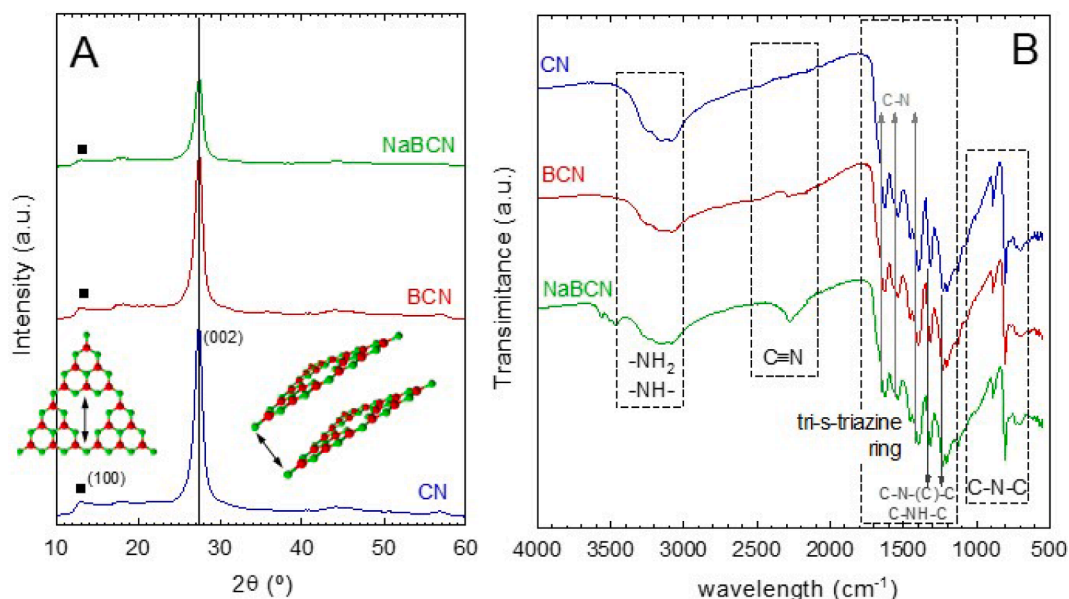 A
NaBCN
BCN
(002)
(100)
CN
Intensity (a.u.)
10 20 30 40 50 60
2θ (º)
B
CN
C-N
BCN
NaBCN
-NH2
-NH-
C≡N
tri-s-triazine
ring
C-N-(C)-C
C-NH-C
C-N-C
Transimitance (a.u.)
4000 3500 3000 2500 2000 1500 1000 500
wavelength (cm-1)